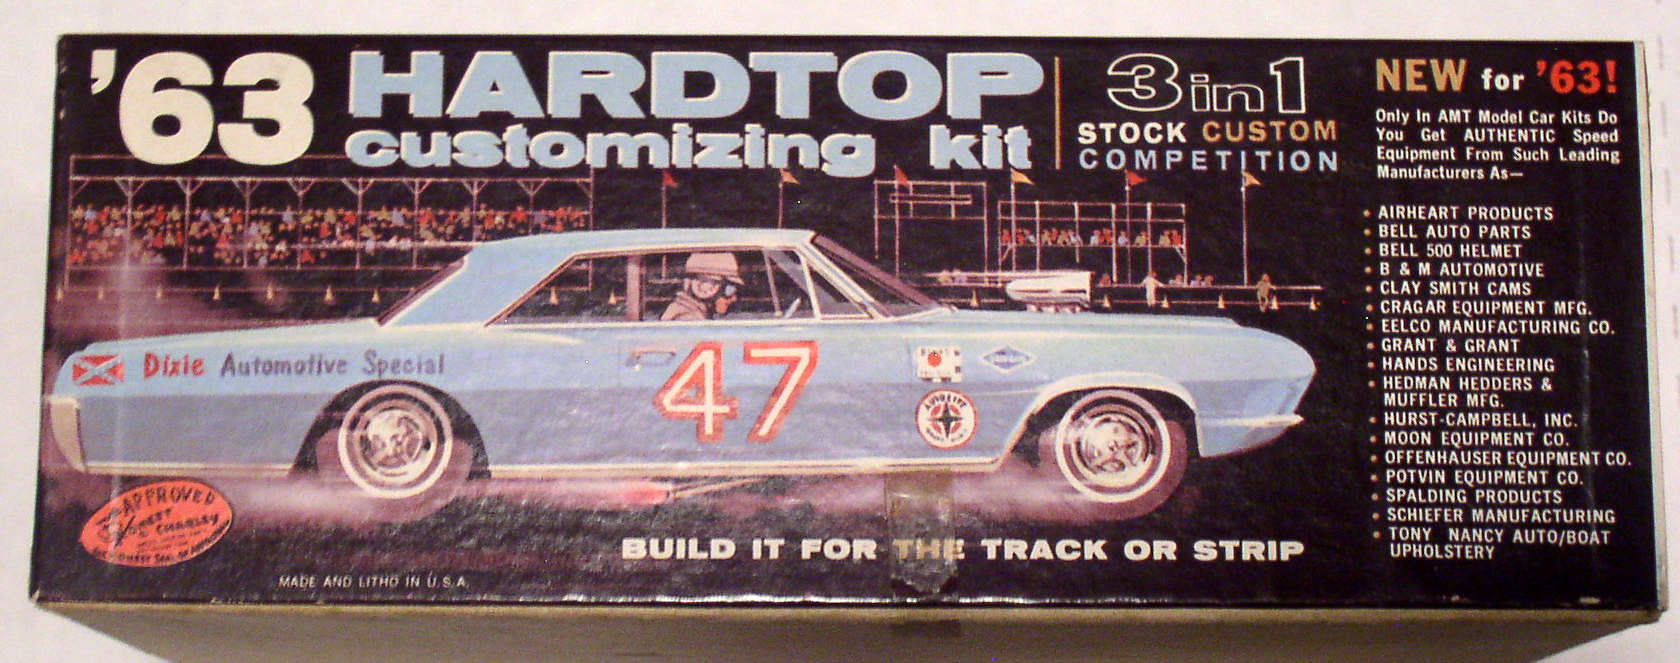 '63 HARDTOP
customizing kit
3 in 1
STOCK CUSTOM
COMPETITION
NEW for '63!
Only In AMT Model Car Kits Do
You Get AUTHENTIC Speed
Equipment From Such Leading
Manufacturers As—
• AIRHEART PRODUCTS
• BELL AUTO PARTS
• BELL 500 HELMET
• B & M AUTOMOTIVE
• CLAY SMITH CAMS
• CRAGAR EQUIPMENT MFG.
• EELCO MANUFACTURING CO.
• GRANT & GRANT
• HANDS ENGINEERING
• HEDMAN HEDDERS &
MUFFLER MFG.
• HURST-CAMPBELL, INC.
• MOON EQUIPMENT CO.
• OFFENHAUSER EQUIPMENT CO.
• POTVIN EQUIPMENT CO.
• SPALDING PRODUCTS
• SCHIEFER MANUFACTURING
• TONY NANCY AUTO/BOAT
UPHOLSTERY
Dixie Automotive Special
47
APPROVED
BUILD IT FOR THE TRACK OR STRIP
MADE AND LITHO IN U.S.A.